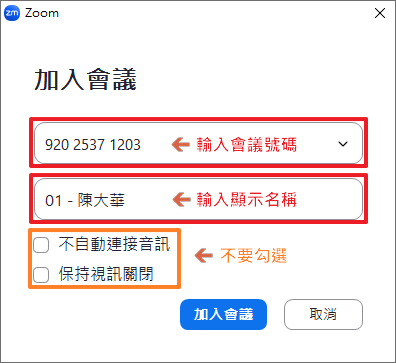 zm Zoom
加入會議
920 2537 1203 輸入會議號碼
01 - 陳大華 輸入顯示名稱
不自動連接音訊
不要勾選
保持視訊關閉
加入會議 取消